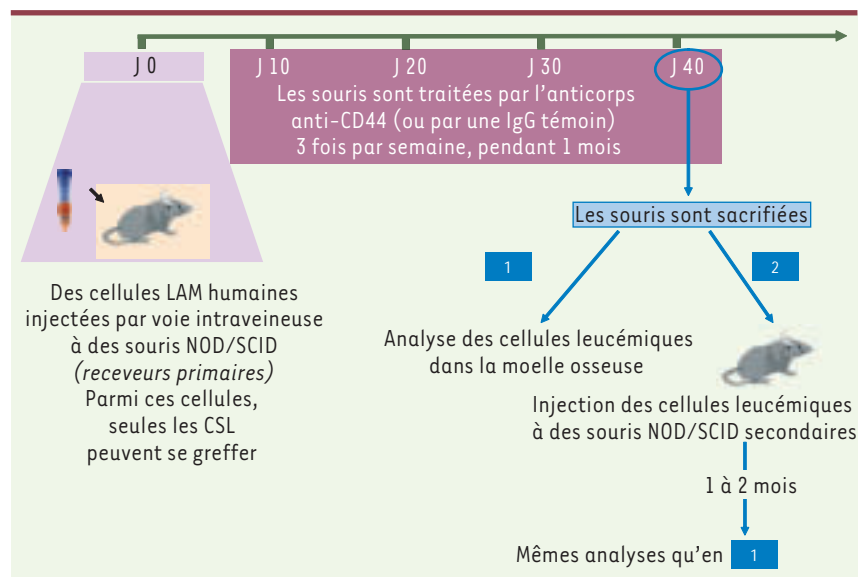 J 0
J 10
J 20
J 30
J 40
Les souris sont traitées par l'anticorps
anti-CD44 (ou par une IgG témoin)
3 fois par semaine, pendant 1 mois
Les souris sont sacrifiées
1
2
Des cellules LAM humaines
injectées par voie intraveineuse
à des souris NOD/SCID
(receveurs primaires)
Parmi ces cellules,
seules les CSL
peuvent se greffer
Analyse des cellules leucémiques
dans la moelle osseuse
Injection des cellules leucémiques
à des souris NOD/SCID secondaires
1 à 2 mois
Mêmes analyses qu'en 1